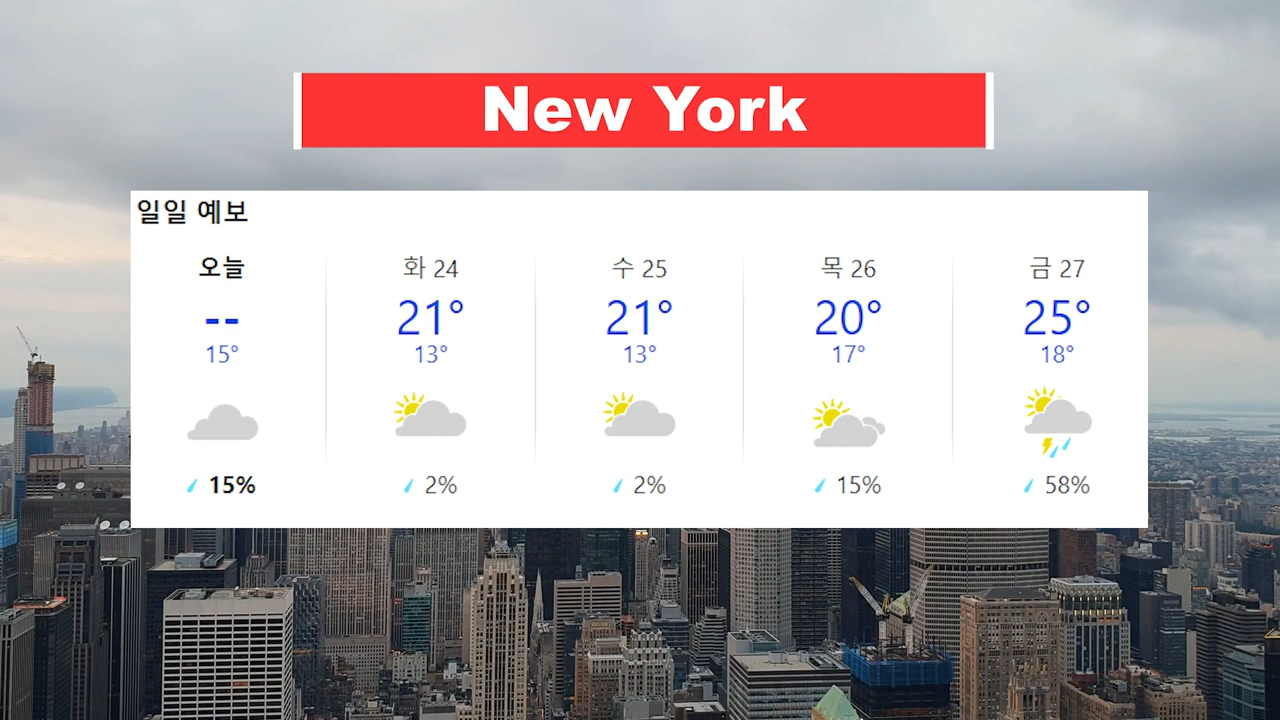 New York
일일 예보
오늘 화 24 수 25 목 26 금 27
-- 21° 21° 20° 25°
15° 13° 13° 17° 18°
15% 2% 2% 15% 58%